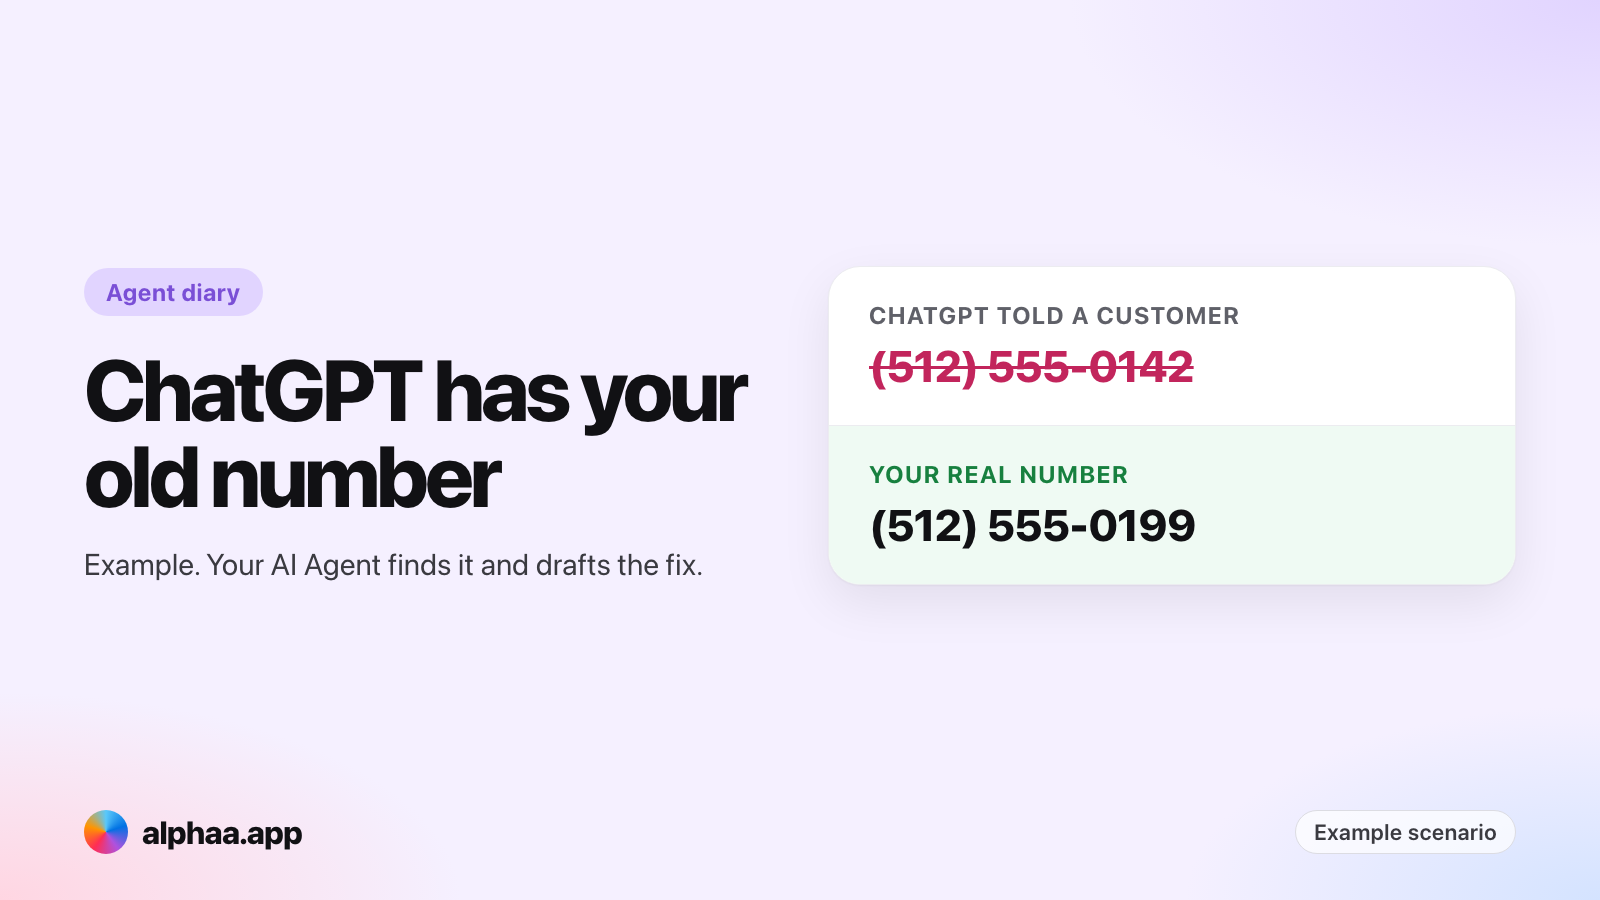 Agent diary
ChatGPT has your
old number
Example. Your AI Agent finds it and drafts the fix.
CHATGPT TOLD A CUSTOMER
(512) 555-0142
YOUR REAL NUMBER
(512) 555-0199
alphaa.app
Example scenario